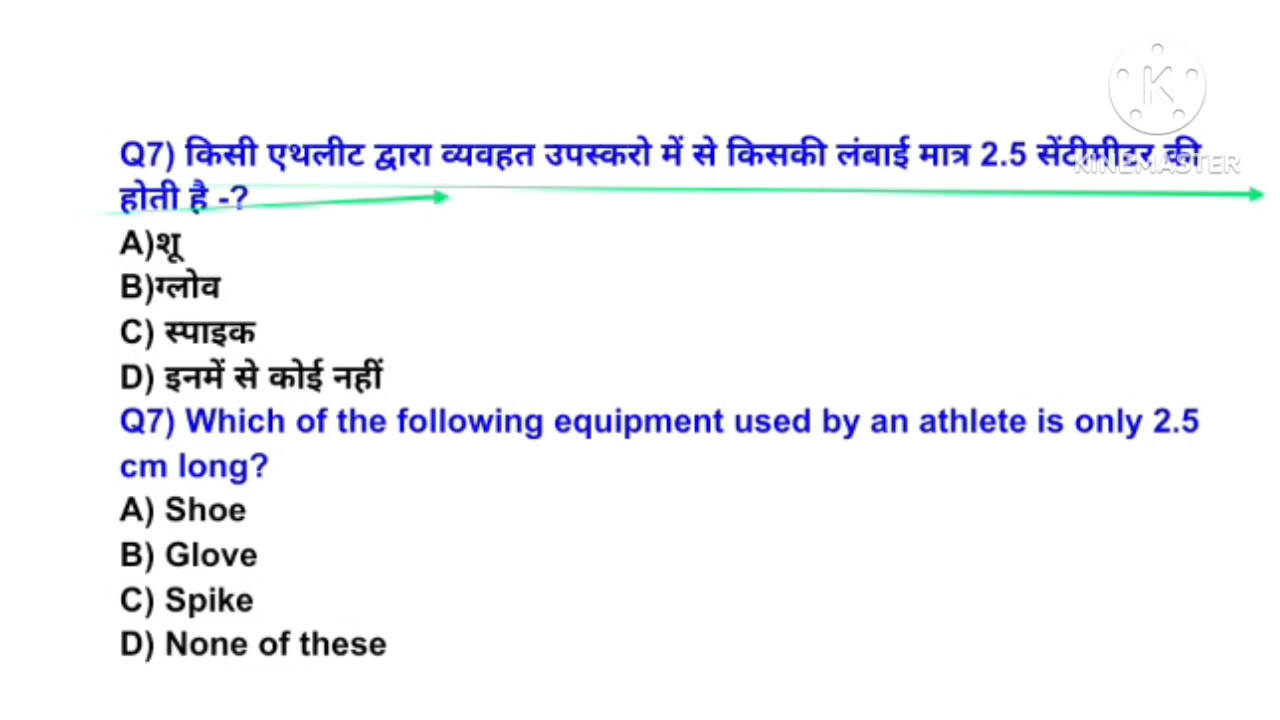 Q7) किसी एथलीट द्वारा व्यवहत उपस्करो में से किसकी लंबाई मात्र 2.5 सेंटीमीटर की
होती है -?
A)शू
B)ग्लोव
C) स्पाइक
D) इनमें से कोई नहीं
Q7) Which of the following equipment used by an athlete is only 2.5
cm long?
A) Shoe
B) Glove
C) Spike
D) None of these
KINEMASTER